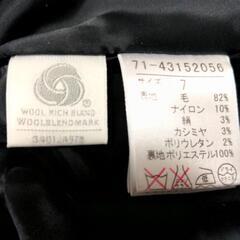 WOOL RICH BLEND
WOOLBLENDMARK
71-43152056
サイズ 7
表地 毛 82%
ナイロン 10%
絹 3%
カシミヤ 3%
ポリウレタン 2%
裏地 ポリエステル100%